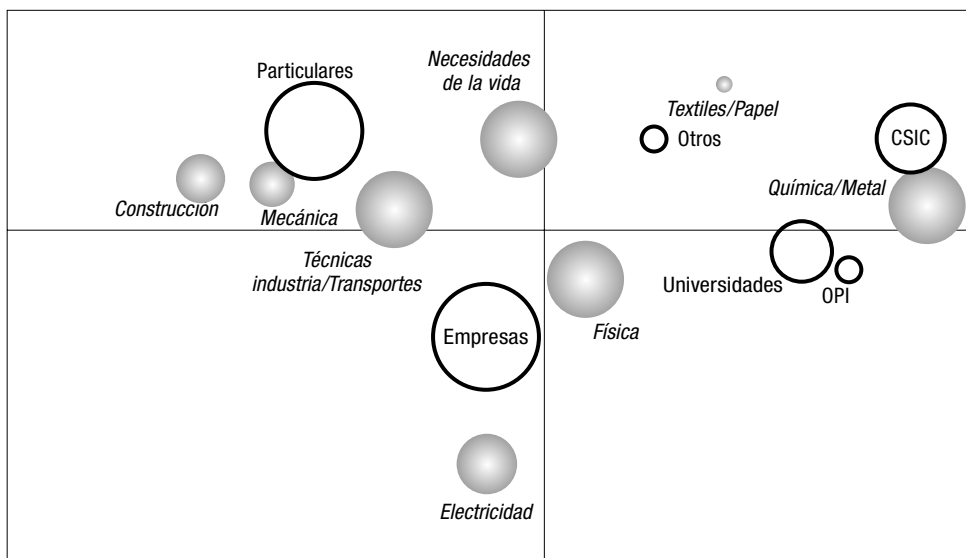 Particulares
Necesidades
de la vida
Textiles/Papel
Otros
CSIC
Química/Metal
Construcción
Mecánica
Técnicas
industria/Transportes
Universidades
OPI
Empresas
Física
Electricidad